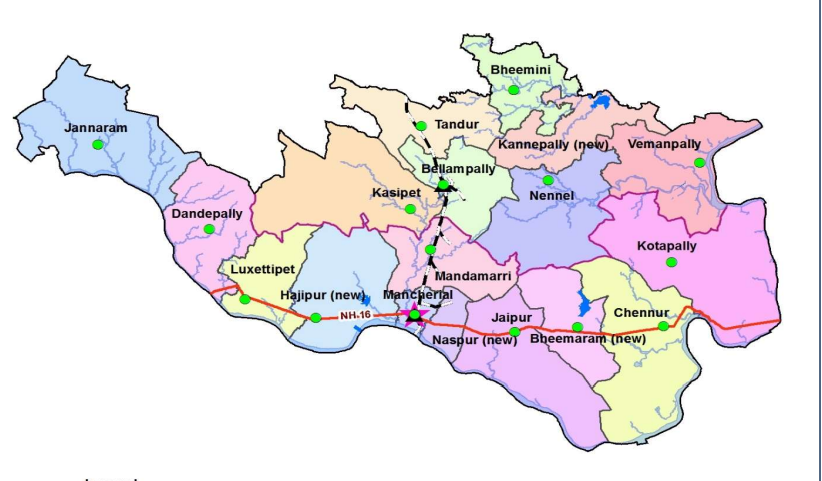 Bheemini
Jannaram
Tandur
Kannepally (new)
Vemanpally
Bellampally
Kasipet
Nennel
Dandepally
Kotapally
Luxettipet
Mandamarri
Hajipur (new)
Mancherial
NH-16
Jaipur
Chennur
Naspur (new)
Bheemaram (new)